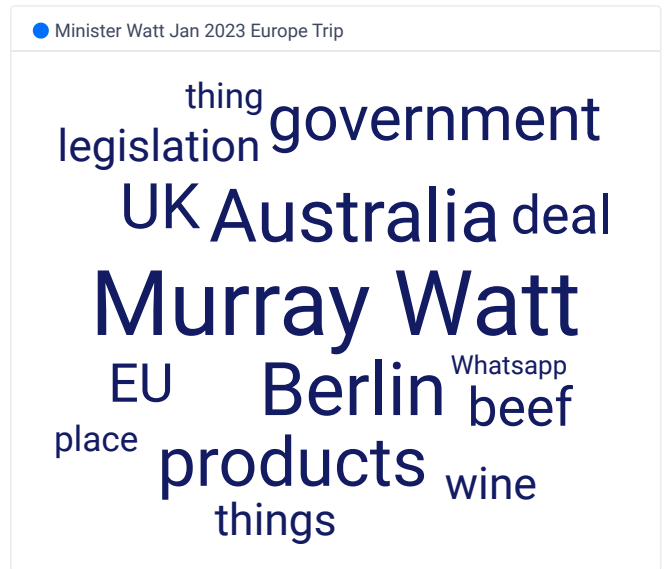 Minister Watt Jan 2023 Europe Trip
thing government
legislation
UK Australia deal
Murray Watt
EU Berlin Whatsapp
beef
place products wine
things